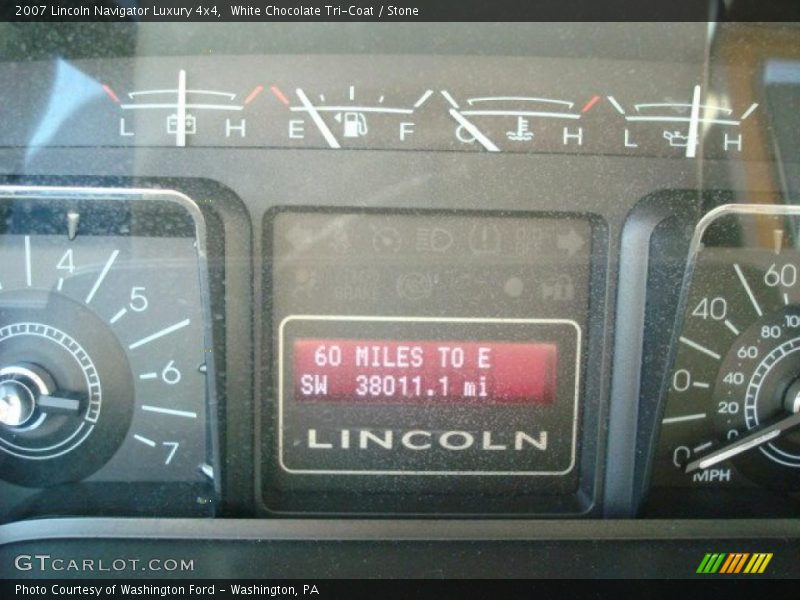 2007 Lincoln Navigator Luxury 4x4, White Chocolate Tri-Coat / Stone
L H E F C H L H
4 5 6 7
60 MILES TO E
SW 38011.1 mi
LINCOLN
60
40
100
80
60
40
20
0
MPH
GTCARLOT.COM
Photo Courtesy of Washington Ford - Washington, PA